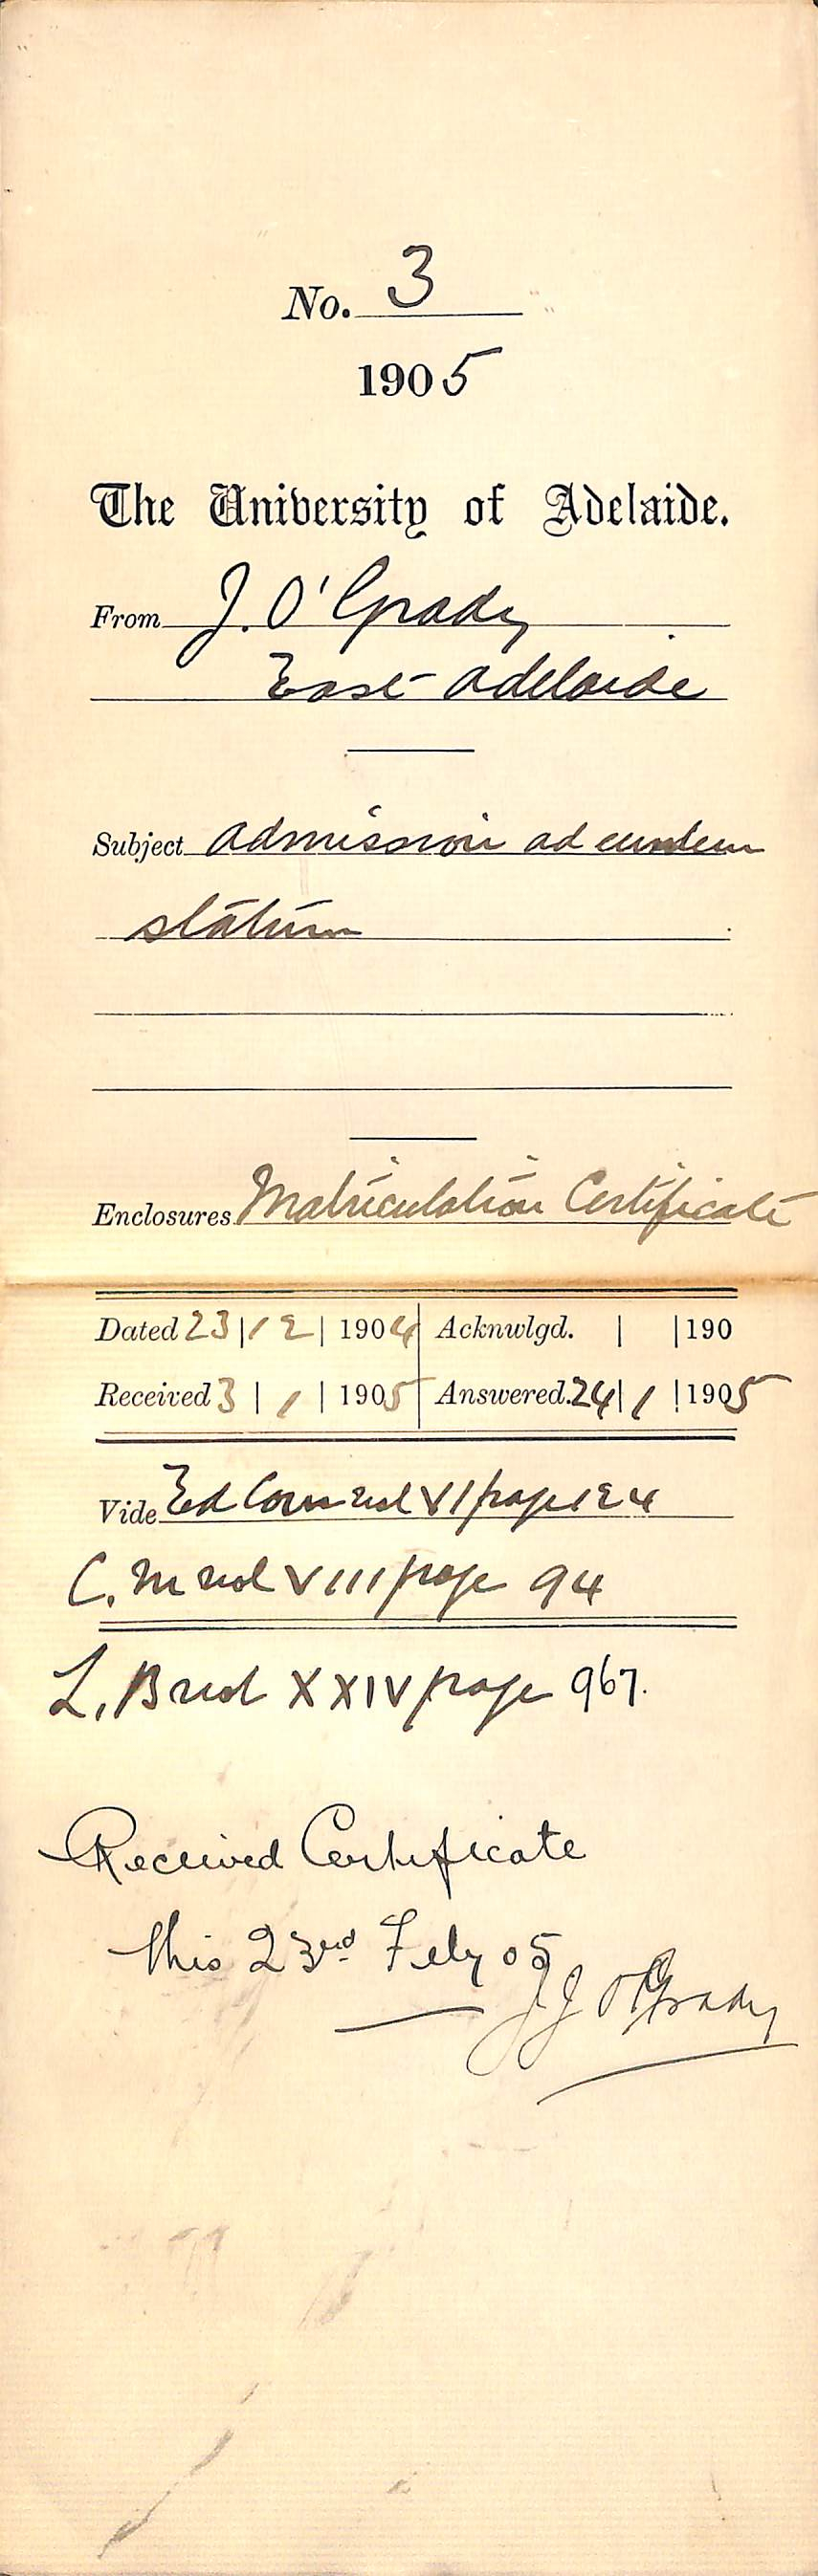 No. 3
1905
The University of Adelaide.
From J. O'Grady
East Adelaide
Subject admission ad eundem
statum
Enclosures Matriculation Certificate
Dated 23 | 12 | 1904 Acknwlgd. | | 190
Received 3 | 1 | 1905 Answered. 24 | 1 | 1905
Vide Ed Com vol VI page 124
C. M vol VIII page 94
L, B vol XXIV page 967.
Received Certificate
this 23rd Feby 05
J J O'Grady